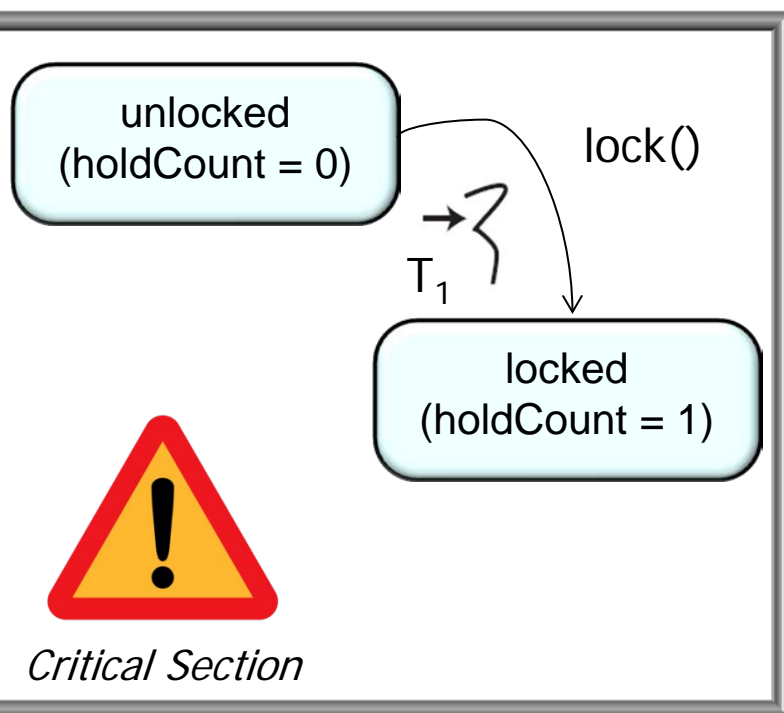 unlocked
(holdCount = 0)
lock()
T₁
locked
(holdCount = 1)
Critical Section